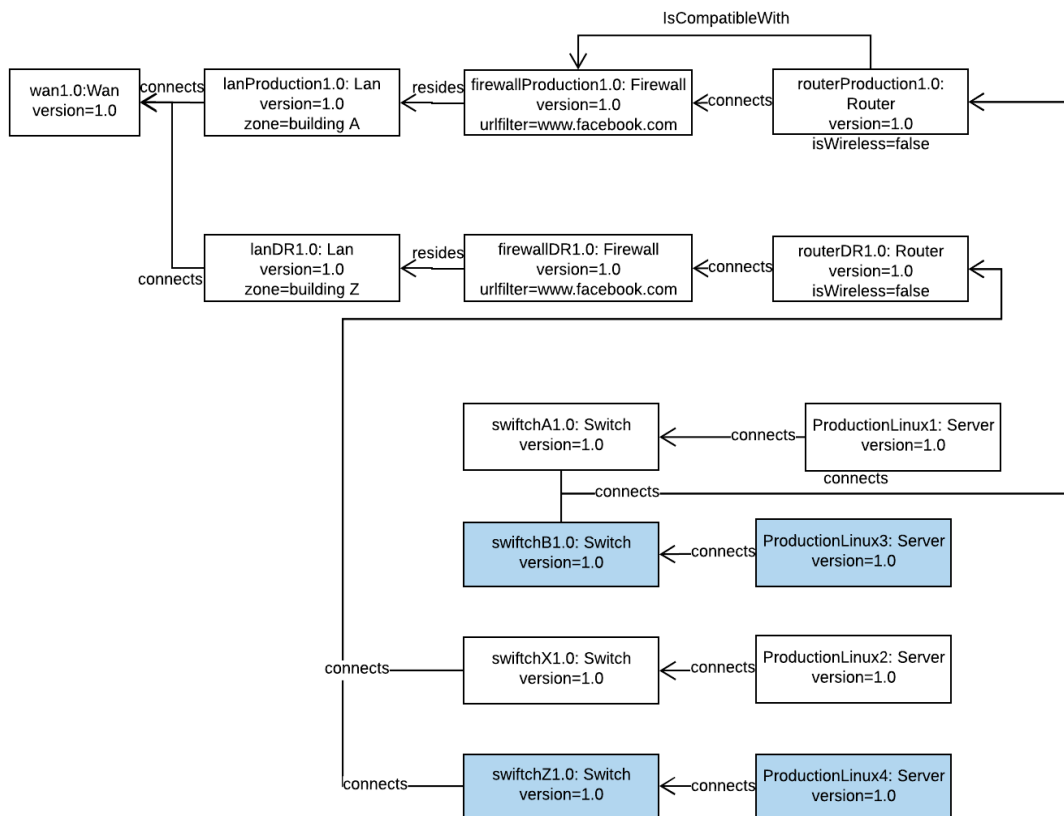 IsCompatibleWith
wan1.0:Wan
version=1.0
connects
lanProduction1.0: Lan
version=1.0
zone=building A
resides
firewallProduction1.0: Firewall
version=1.0
urlfilter=www.facebook.com
connects
routerProduction1.0:
Router
version=1.0
isWireless=false
connects
lanDR1.0: Lan
version=1.0
zone=building Z
resides
firewallDR1.0: Firewall
version=1.0
urlfilter=www.facebook.com
connects
routerDR1.0: Router
version=1.0
isWireless=false
swiftchA1.0: Switch
version=1.0
connects
ProductionLinux1: Server
version=1.0
connects
connects
swiftchB1.0: Switch
version=1.0
connects
ProductionLinux3: Server
version=1.0
connects
swiftchX1.0: Switch
version=1.0
connects
ProductionLinux2: Server
version=1.0
connects
swiftchZ1.0: Switch
version=1.0
connects
ProductionLinux4: Server
version=1.0